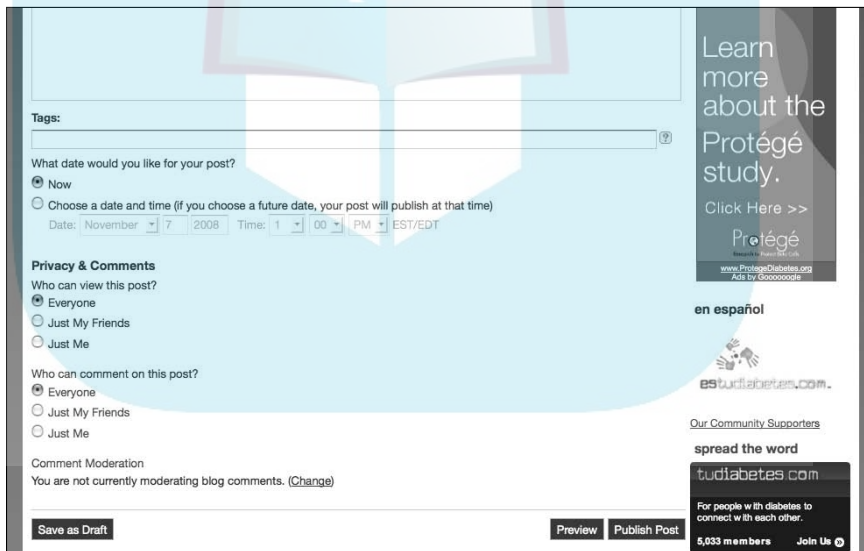 Tags:
?
What date would you like for your post?
Now
Choose a date and time (if you choose a future date, your post will publish at that time)
Date: November 7 2008 Time: 1 00 PM EST/EDT
Privacy & Comments
Who can view this post?
Everyone
Just My Friends
Just Me
Who can comment on this post?
Everyone
Just My Friends
Just Me
Comment Moderation
You are not currently moderating blog comments. (Change)
Save as Draft
Preview
Publish Post
Learn
more
about the
Protégé
study.
Click Here >>
Protégé
www.ProtegeDiabetes.org
Ads by Goooooogle
en español
estudiabetes.com.
Our Community Supporters
spread the word
tudiabetes.com
For people with diabetes to
connect with each other.
5,033 members Join Us